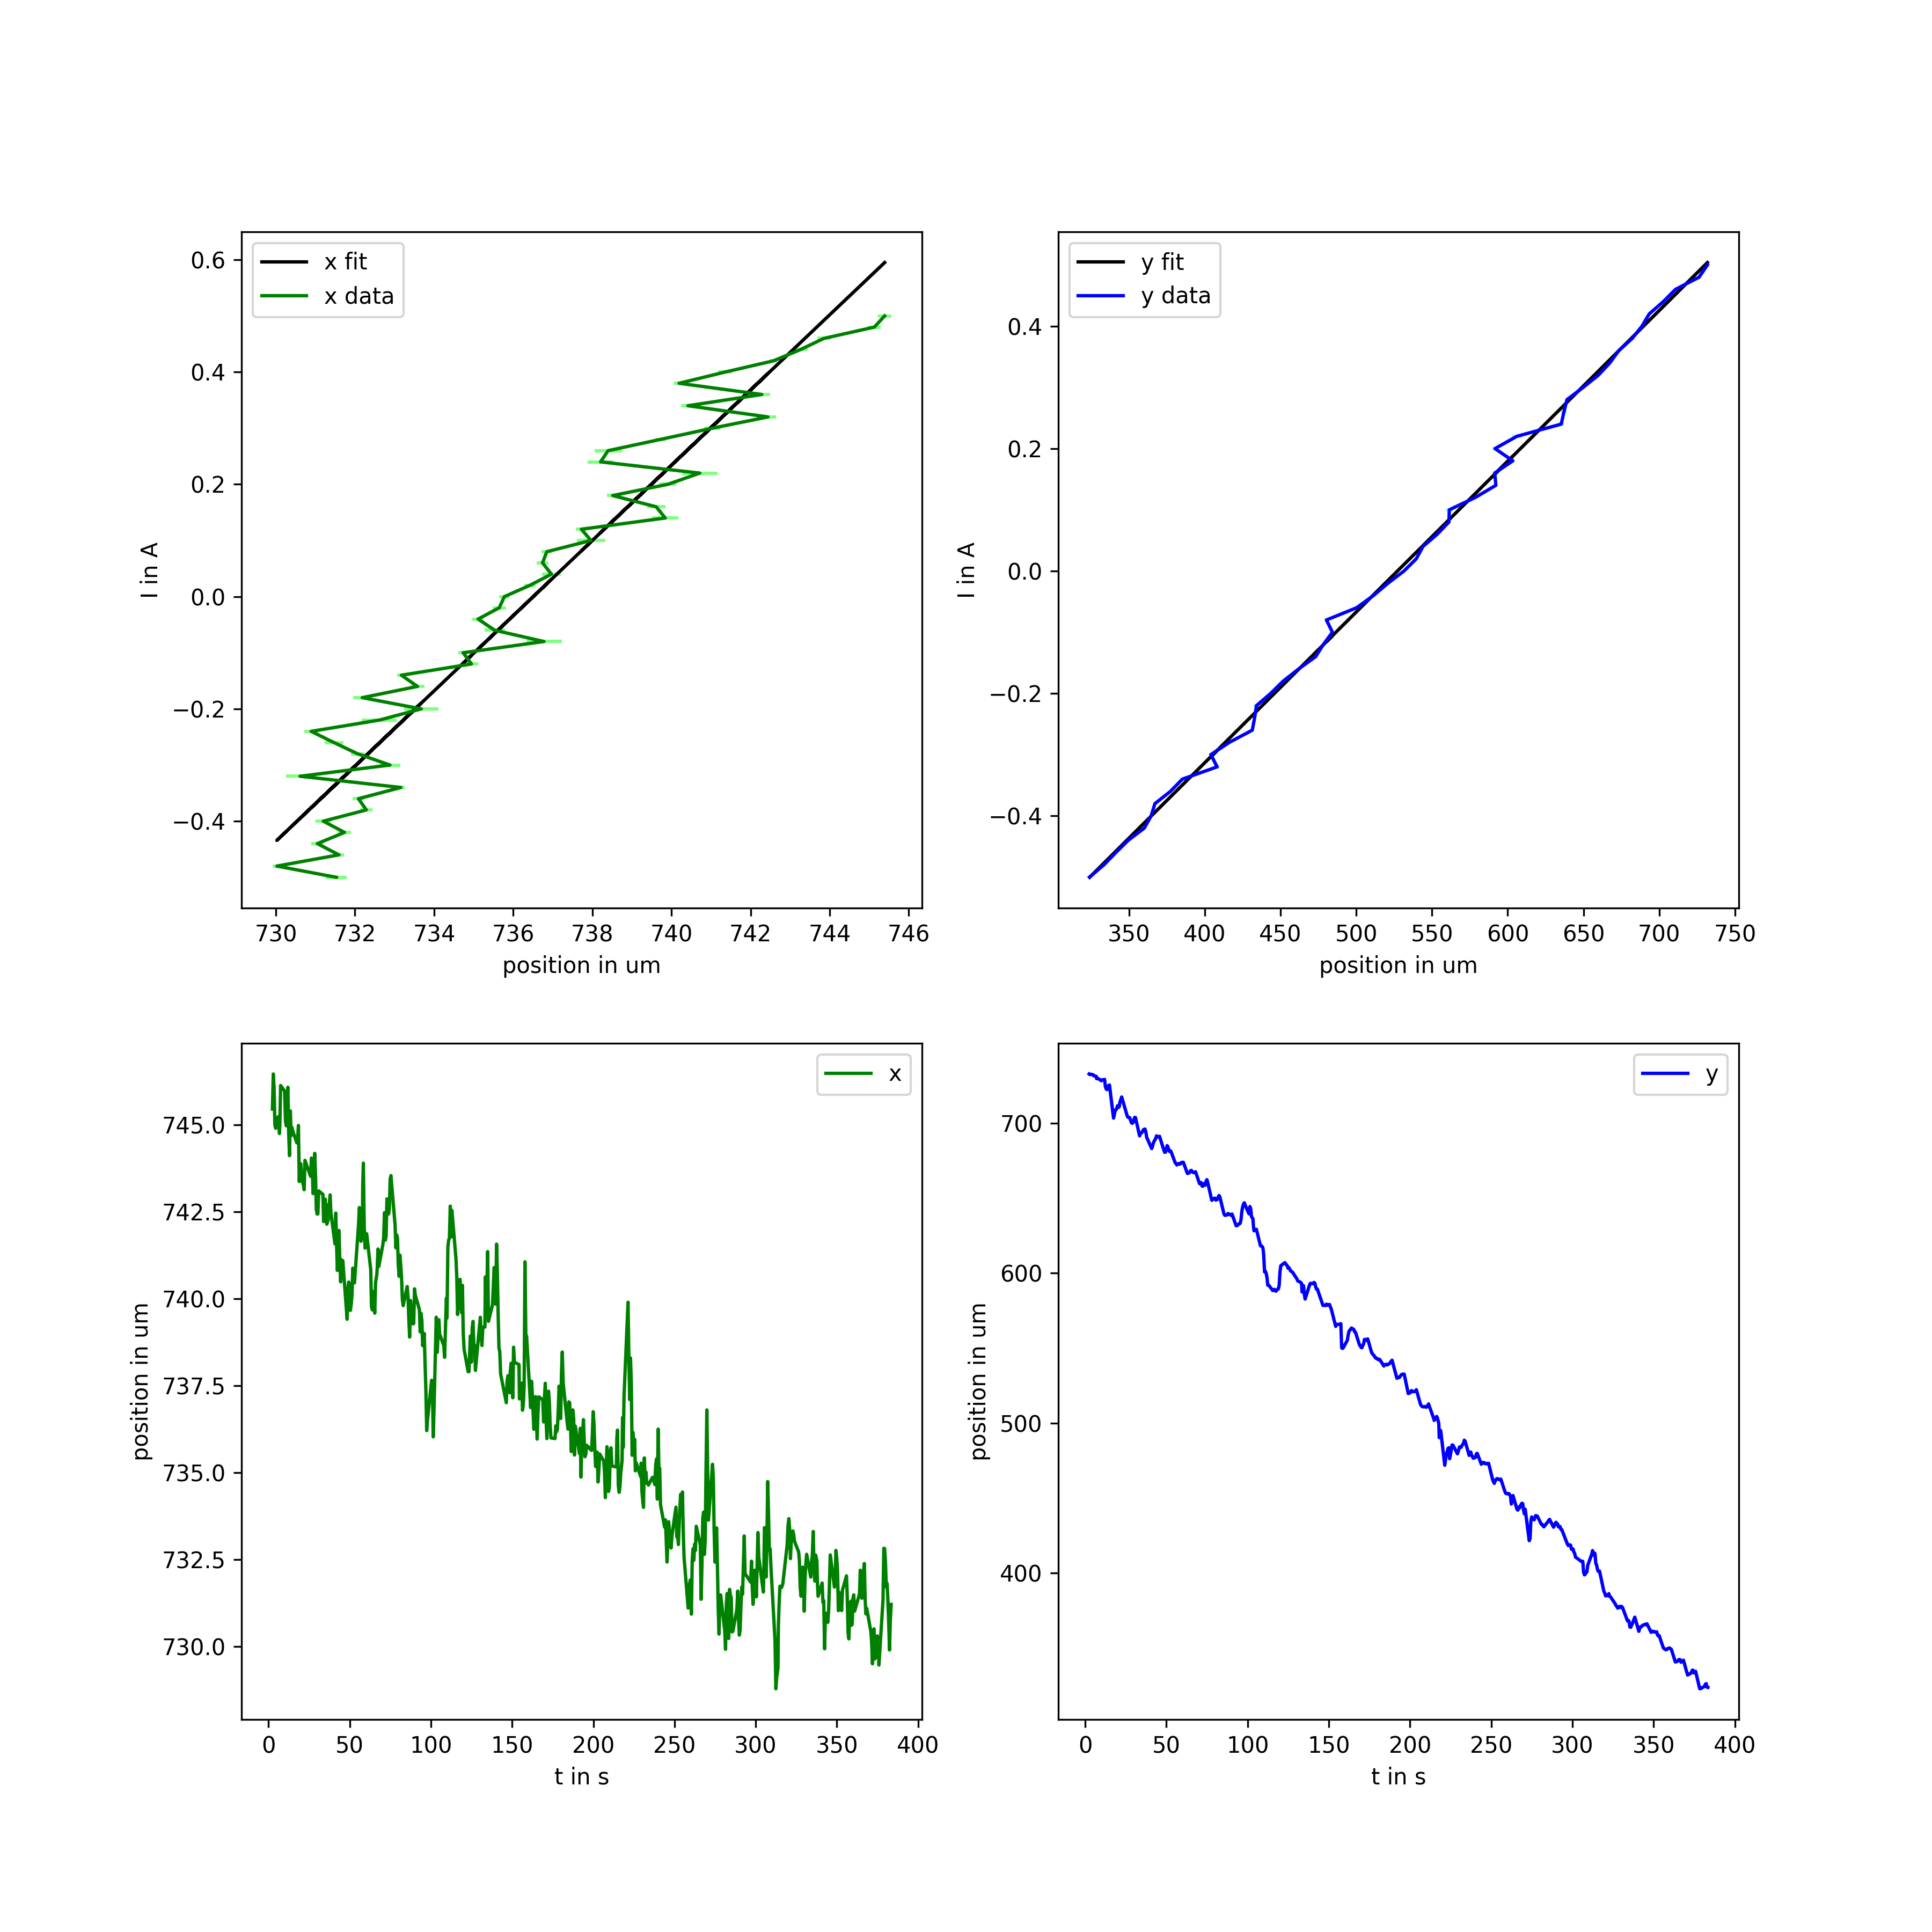 x fit
x data
0.6
0.4
0.2
0.0
−0.2
−0.4
I in A
730 732 734 736 738 740 742 744 746
position in um
y fit
y data
0.4
0.2
0.0
−0.2
−0.4
I in A
350 400 450 500 550 600 650 700 750
position in um
x
745.0
742.5
740.0
737.5
735.0
732.5
730.0
position in um
0 50 100 150 200 250 300 350 400
t in s
y
700
600
500
400
position in um
0 50 100 150 200 250 300 350 400
t in s